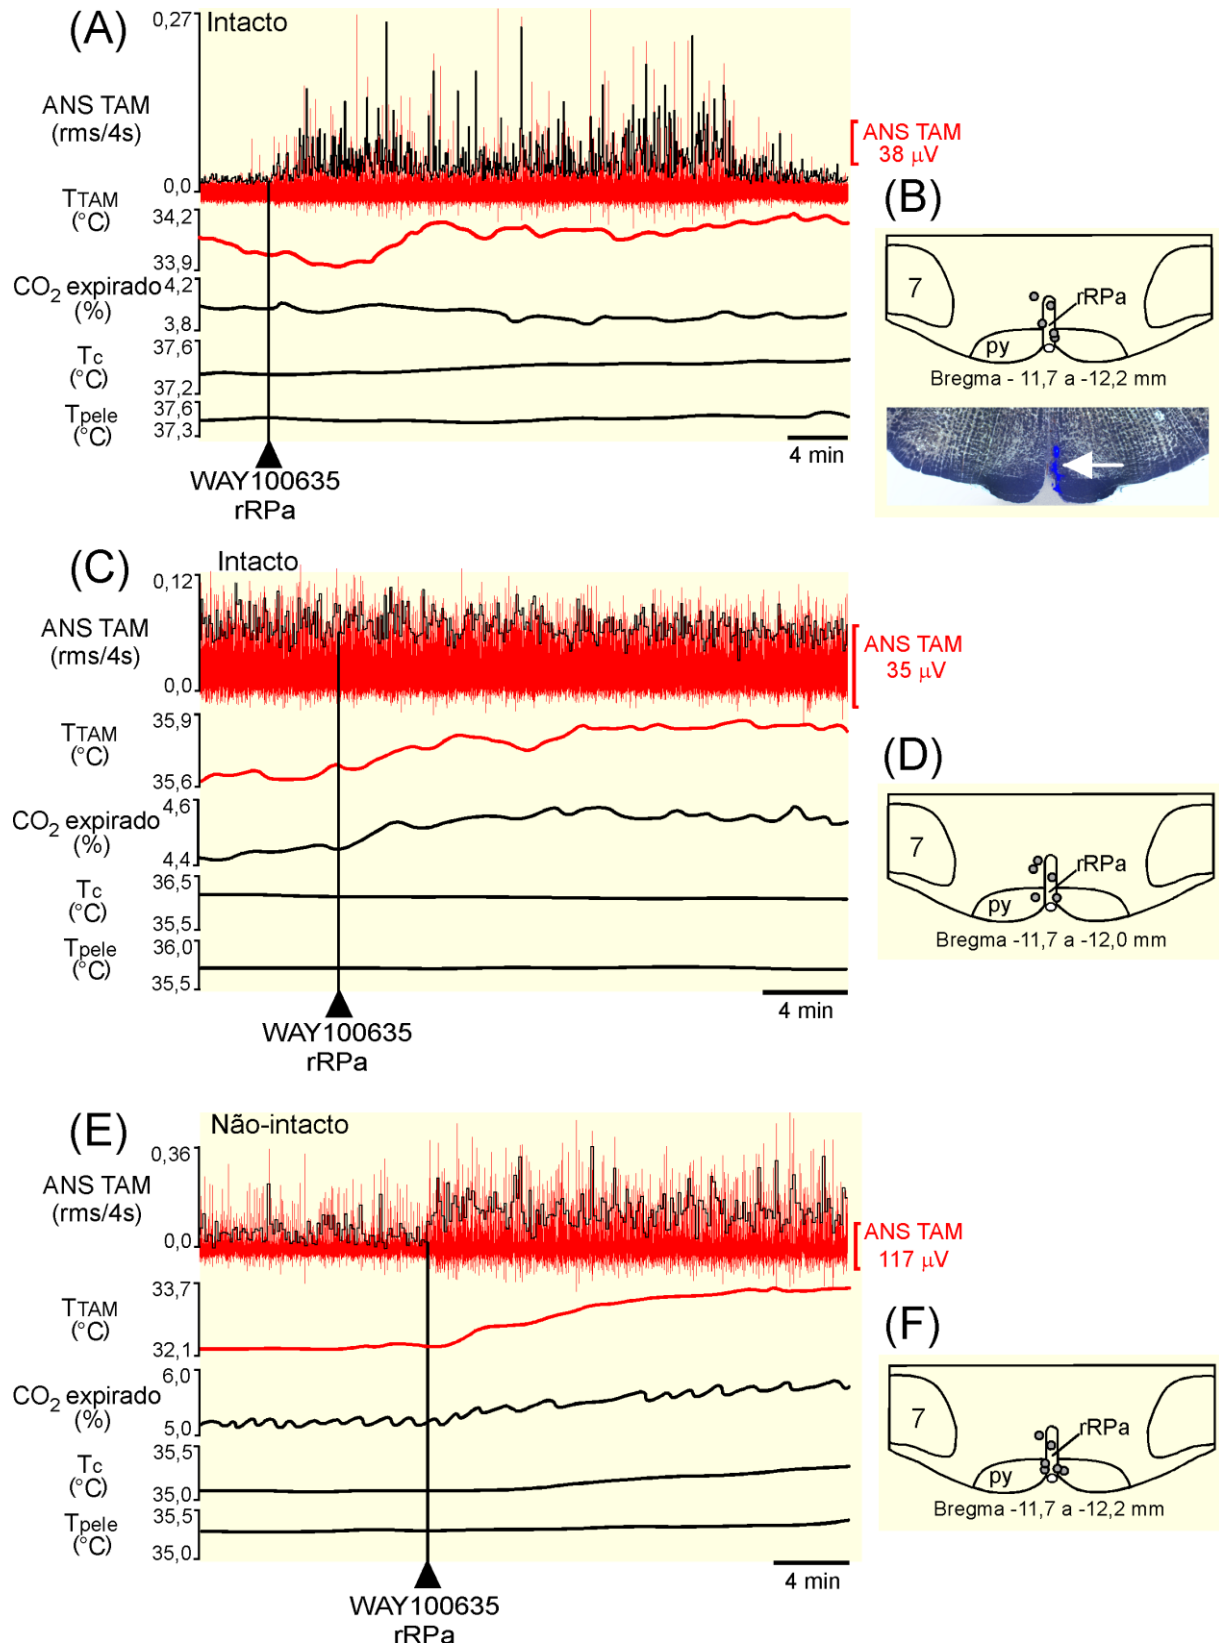 (A)
0,27
Intacto
ANS TAM
(rms/4s)
0,0
ANS TAM
38 µV
TTAM
(°C)
34,2
33,9
CO2 expirado
(%)
4,2
3,8
Tc
(°C)
37,6
37,2
Tpele
(°C)
37,6
37,3
4 min
WAY100635
rRPa
(B)
7
rRPa
py
Bregma - 11,7 a -12,2 mm
(C)
Intacto
0,12
ANS TAM
(rms/4s)
0,0
ANS TAM
35 µV
TTAM
(°C)
35,9
35,6
CO2 expirado
(%)
4,6
4,4
Tc
(°C)
36,5
35,5
Tpele
(°C)
36,0
35,5
4 min
WAY100635
rRPa
(D)
7
rRPa
py
Bregma -11,7 a -12,0 mm
(E)
Não-intacto
0,36
ANS TAM
(rms/4s)
0,0
ANS TAM
117 µV
TTAM
(°C)
33,7
32,1
CO2 expirado
(%)
6,0
5,0
Tc
(°C)
35,5
35,0
Tpele
(°C)
35,5
35,0
4 min
WAY100635
rRPa
(F)
7
rRPa
py
Bregma -11,7 a -12,2 mm